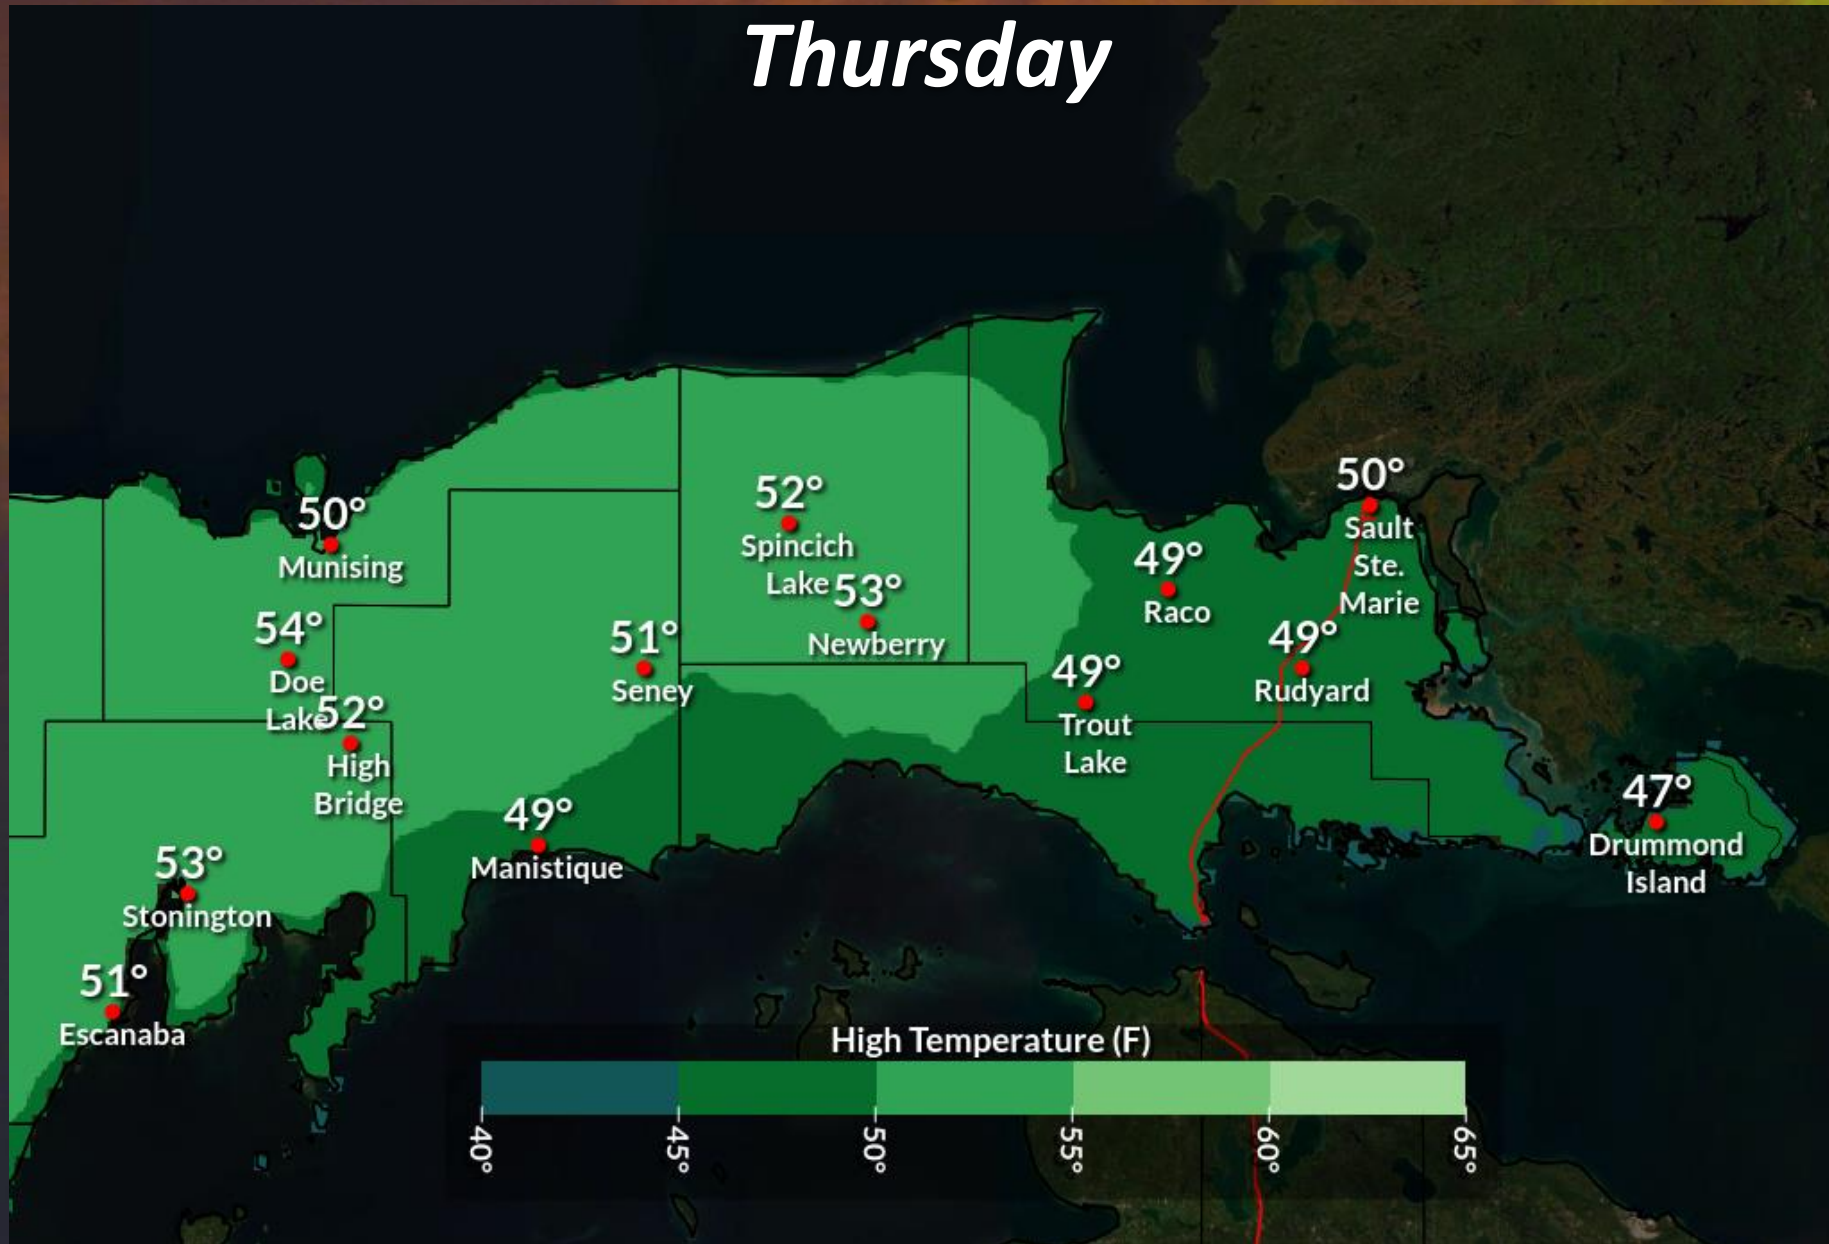 Thursday
50°
Sault
Ste.
Marie
52°
Spincich
Lake
50°
Munising
49°
Raco
53°
Newberry
54°
Doe
Lake
51°
Seney
49°
Rudyard
49°
Trout
Lake
52°
High
Bridge
47°
Drummond
Island
49°
Manistique
53°
Stonington
51°
Escanaba
High Temperature (F)
40°
45°
50°
55°
60°
65°